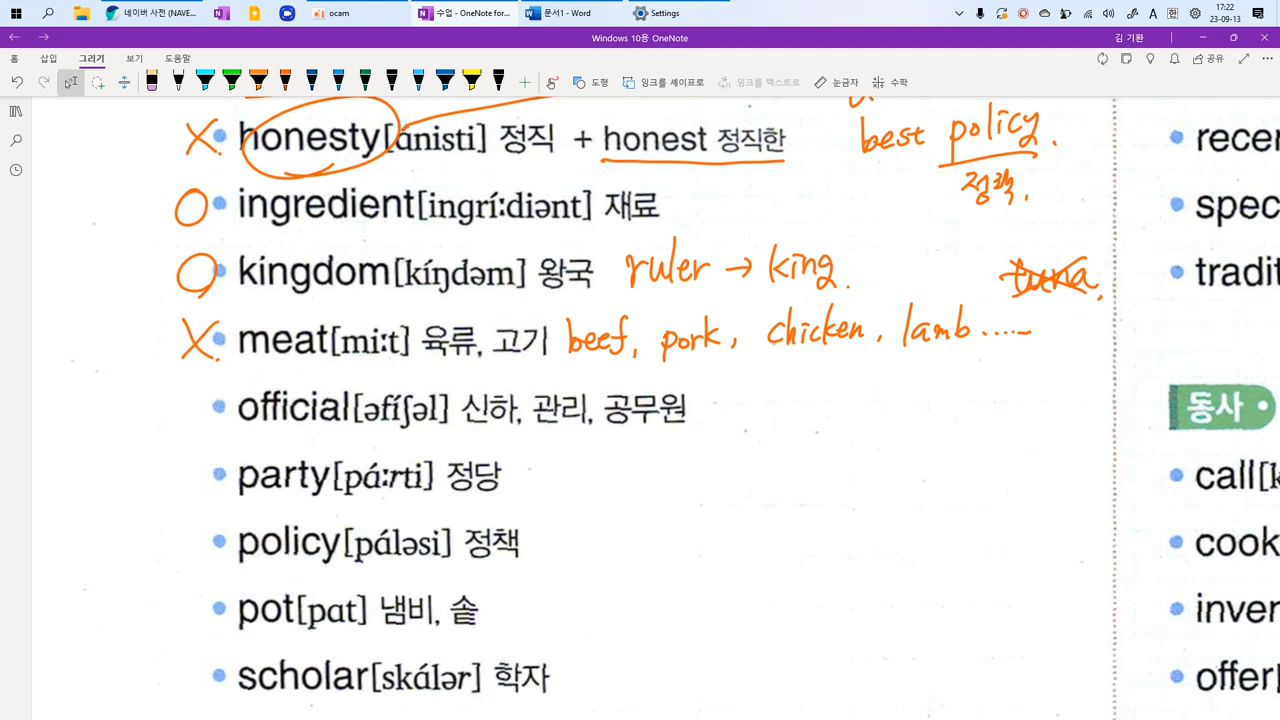 네이버 사전 (NAVE...
ocam
수업 - OneNote for...
문서1 - Word
Settings
A
한
17:22
23-09-13
Windows 10용 OneNote
김 기환
홈
삽입
그리기
보기
도움말
공유
도형
잉크를 셰이프로
잉크를 텍스트로
눈금자
수학
X honesty[ánisti] 정직 + honest 정직한
best policy.
정책.
ingredient[ingríːdiənt] 재료
kingdom[kíŋdəm] 왕국 ruler → king.
tuna,
X. meat[miːt] 육류, 고기 beef, pork, chicken, lamb ......
official[əfíʃəl] 신하, 관리, 공무원
party[páːrti] 정당
policy[páləsi] 정책
pot[pat] 냄비, 솥
scholar[skálər] 학자
recen
spec
tradit
동사
call[k
cook
inver
offer[